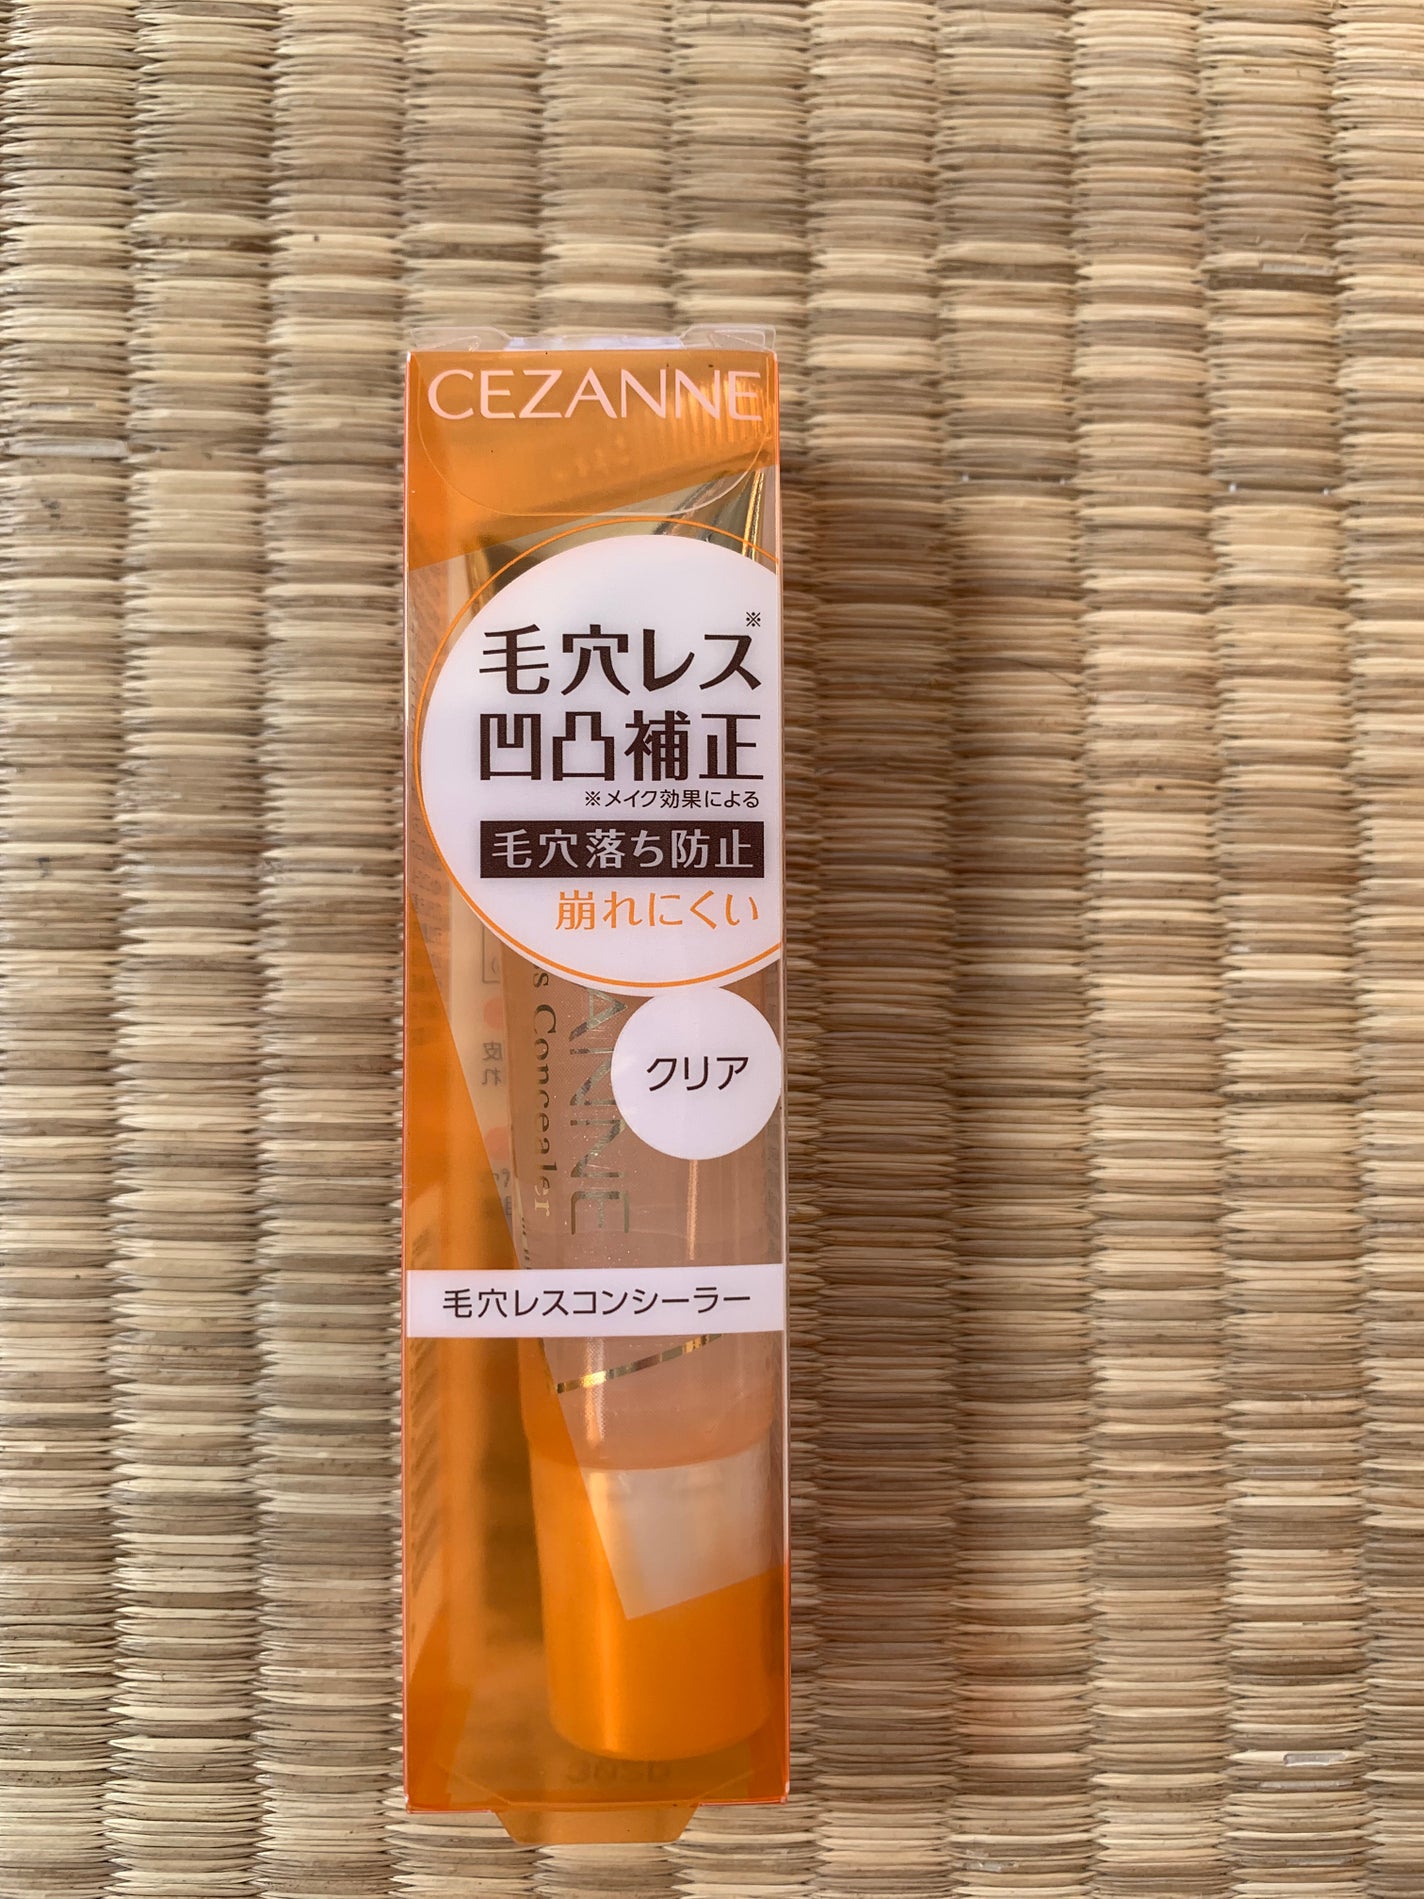 CEZANNE
毛穴レス※
凹凸補正
※メイク効果による
毛穴落ち防止
崩れにくい
クリア
ANNE
s Concealer
毛穴レスコンシーラー